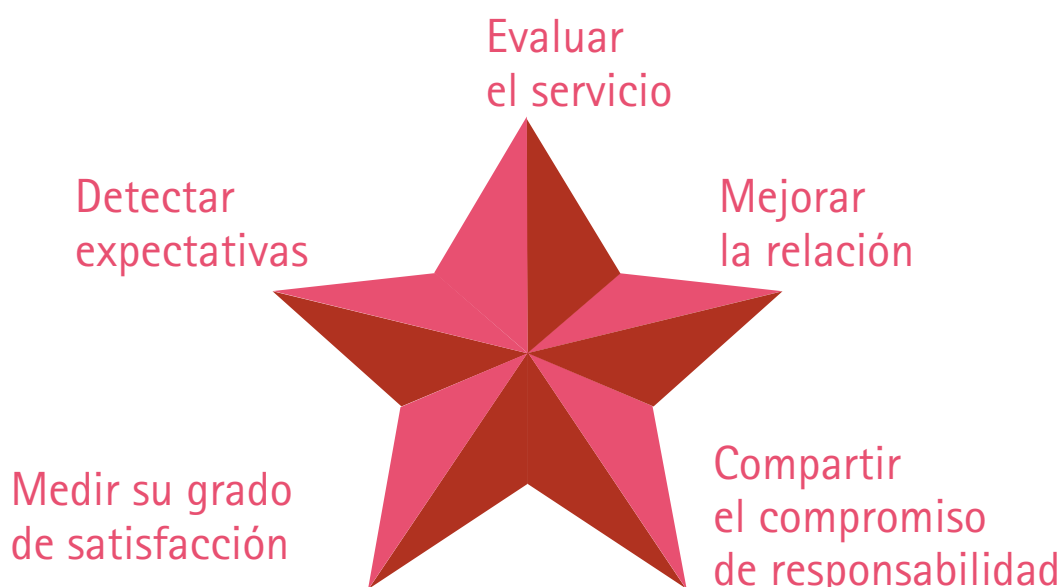 Evaluar
el servicio
Detectar
expectativas
Mejorar
la relación
Medir su grado
de satisfacción
Compartir
el compromiso
de responsabilidad